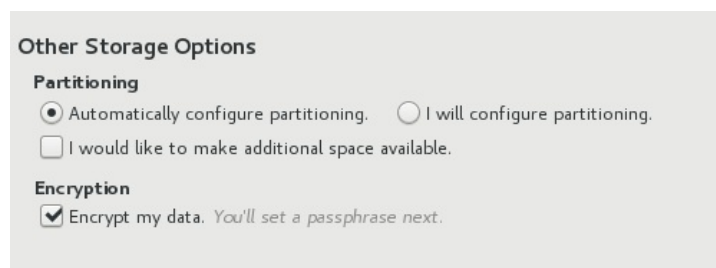 Other Storage Options
Partitioning
Automatically configure partitioning. I will configure partitioning.
I would like to make additional space available.
Encryption
Encrypt my data. You'll set a passphrase next.